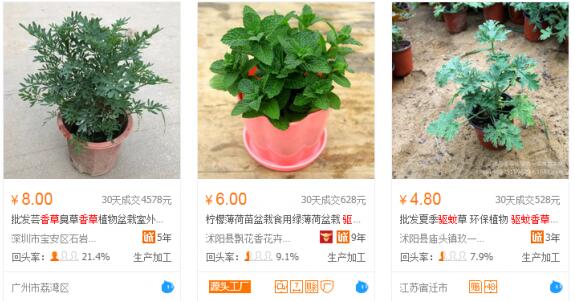 ¥ 8.00 30天成交4578元
批发芸香草臭草香草植物盆栽室外...
深圳市宝安区石岩... 诚 5年
回头率: 21.4% 生产加工
广州市荔湾区
¥ 6.00 30天成交628元
柠檬薄荷苗盆栽食用绿薄荷盆栽 驱...
沭阳县飘花香花卉... 诚 9年
回头率: 9.1% 生产加工
源头工厂
¥ 4.80 30天成交528元
批发夏季驱蚊草 环保植物 驱蚊香草...
沭阳县庙头镇玖一... 诚 3年
回头率: 7.9% 生产加工
江苏省宿迁市